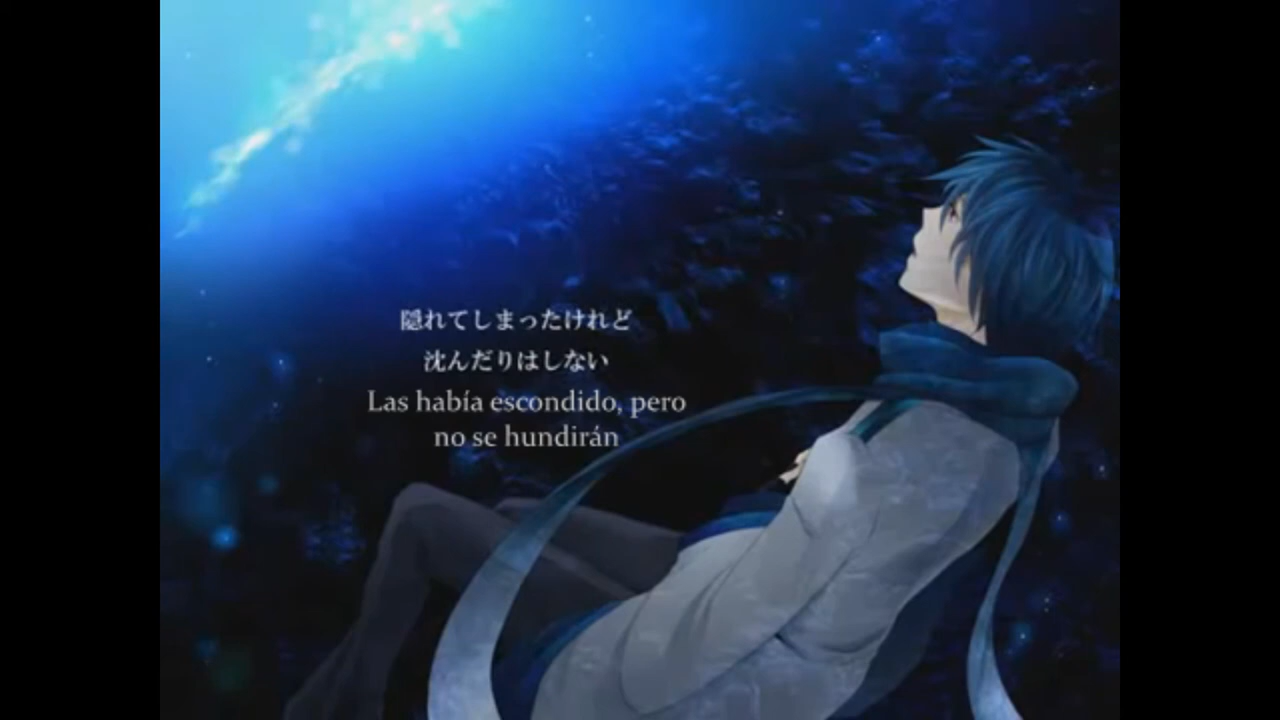 隠れてしまったけれど
沈んだりはしない
Las había escondido, pero
no se hundirán